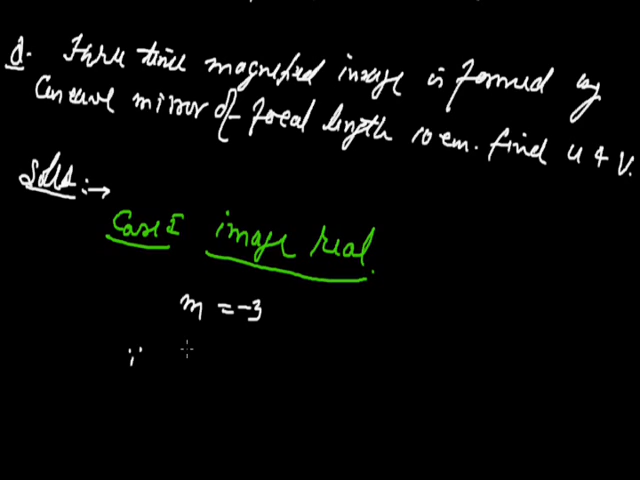 Q. Three time magnified image is formed by
Concave mirror of focal length 10 cm. find u & v.
Soln :→
Case I image real.
m = -3
∵